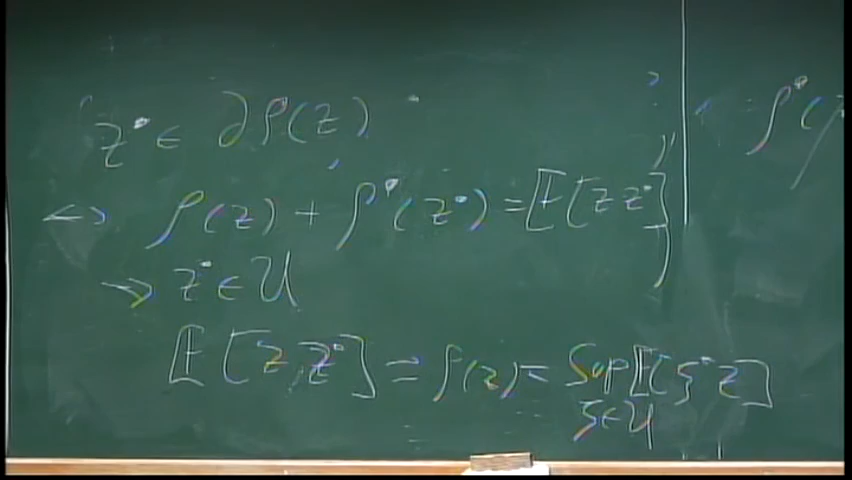 z* ∈ ∂ρ(z)
⇔ ρ(z) + ρ*(z*) = E[z z*]
⇒ z* ∈ U
E[z, z*] = ρ(z) = sup E[ζ* z]
ζ∈U
ρ*(